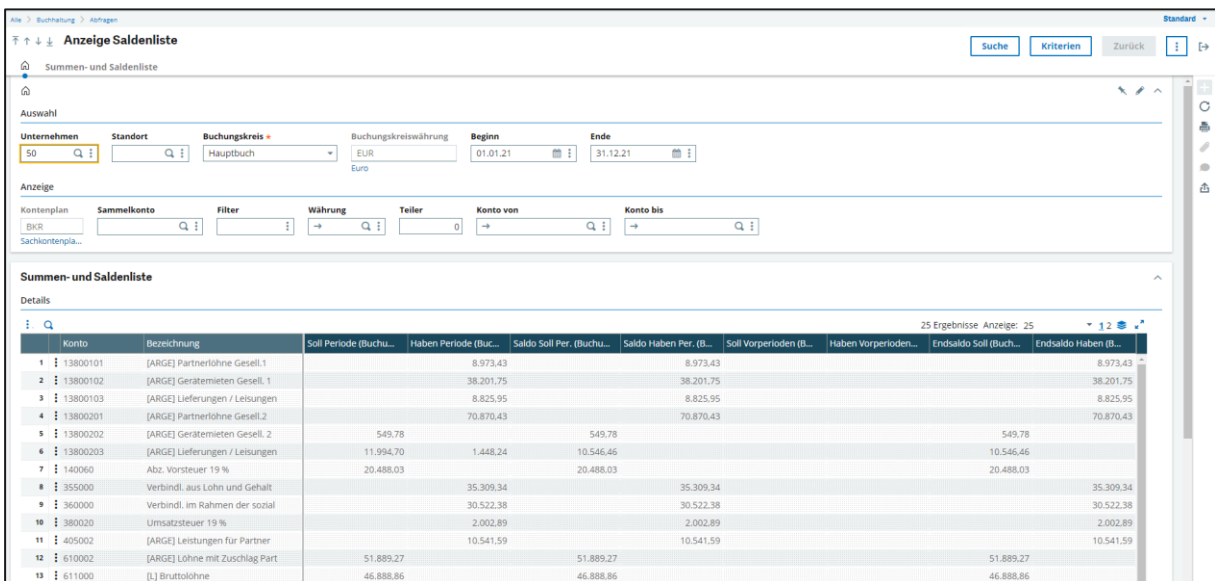 Alle > Buchhaltung > Abfragen Standard
Anzeige Saldenliste Suche Kriterien Zurück
Summen- und Saldenliste
Auswahl
Unternehmen Standort Buchungskreis * Buchungskreiswährung Beginn Ende
50 Hauptbuch EUR 01.01.21 31.12.21
Euro
Anzeige
Kontenplan Sammelkonto Filter Währung Teiler Konto von Konto bis
BKR 0
Sachkontenpla...
Summen- und Saldenliste
Details
25 Ergebnisse Anzeige: 25 1 2
Konto Bezeichnung Soll Periode (Buchu... Haben Periode (Buc... Saldo Soll Per. (Buchu... Saldo Haben Per. (B... Soll Vorperioden (B... Haben Vorperioden... Endsaldo Soll (Buch... Endsaldo Haben (B...
1 13800101 [ARGE] Partnerlöhne Gesell.1 8.973,43 8.973,43 8.973,43
2 13800102 [ARGE] Gerätemieten Gesell. 1 38.201,75 38.201,75 38.201,75
3 13800103 [ARGE] Lieferungen / Leisungen 8.825,95 8.825,95 8.825,95
4 13800201 [ARGE] Partnerlöhne Gesell.2 70.870,43 70.870,43 70.870,43
5 13800202 [ARGE] Gerätemieten Gesell. 2 549,78 549,78 549,78
6 13800203 [ARGE] Lieferungen / Leisungen 11.994,70 1.448,24 10.546,46 10.546,46
7 140060 Abz. Vorsteuer 19 % 20.488,03 20.488,03 20.488,03
8 355000 Verbindl. aus Lohn und Gehalt 35.309,34 35.309,34 35.309,34
9 360000 Verbindl. im Rahmen der sozial 30.522,38 30.522,38 30.522,38
10 380020 Umsatzsteuer 19 % 2.002,89 2.002,89 2.002,89
11 405002 [ARGE] Leistungen für Partner 10.541,59 10.541,59 10.541,59
12 610002 [ARGE] Löhne mit Zuschlag Part 51.889,27 51.889,27 51.889,27
13 611000 [L] Bruttolöhne 46.888,86 46.888,86 46.888,86